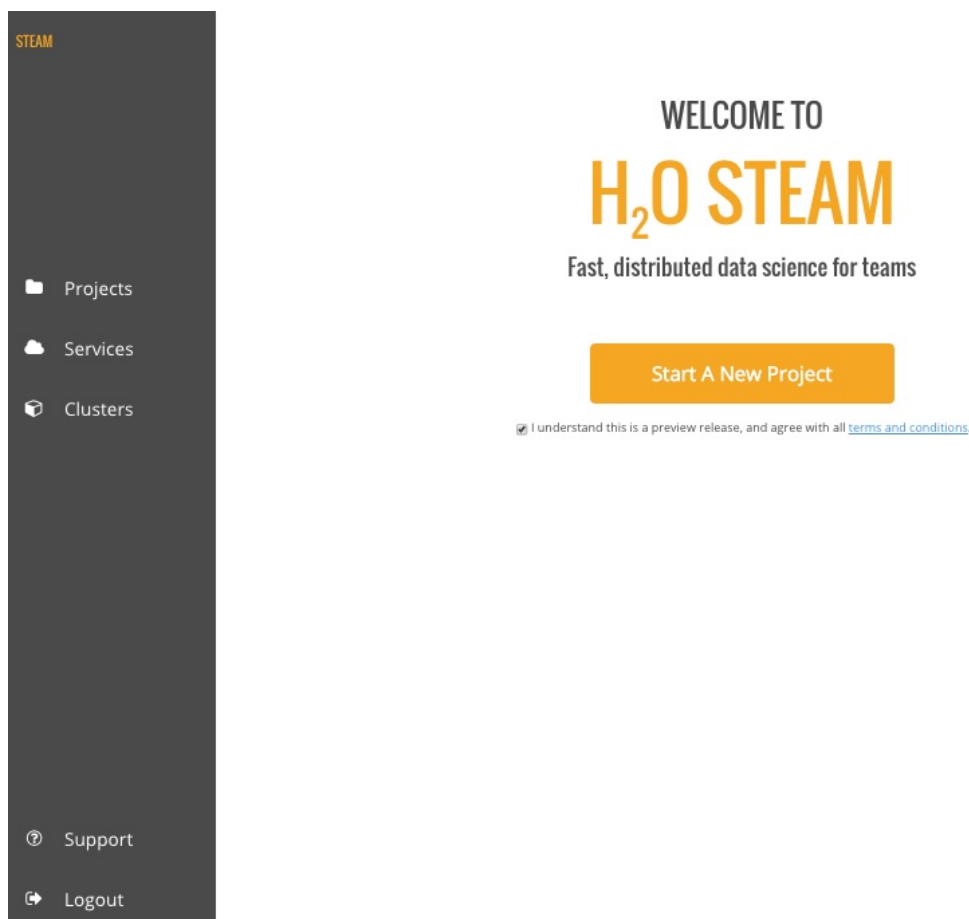 STEAM
Projects
Services
Clusters
Support
Logout
WELCOME TO
H₂O STEAM
Fast, distributed data science for teams
Start A New Project
I understand this is a preview release, and agree with all terms and conditions.